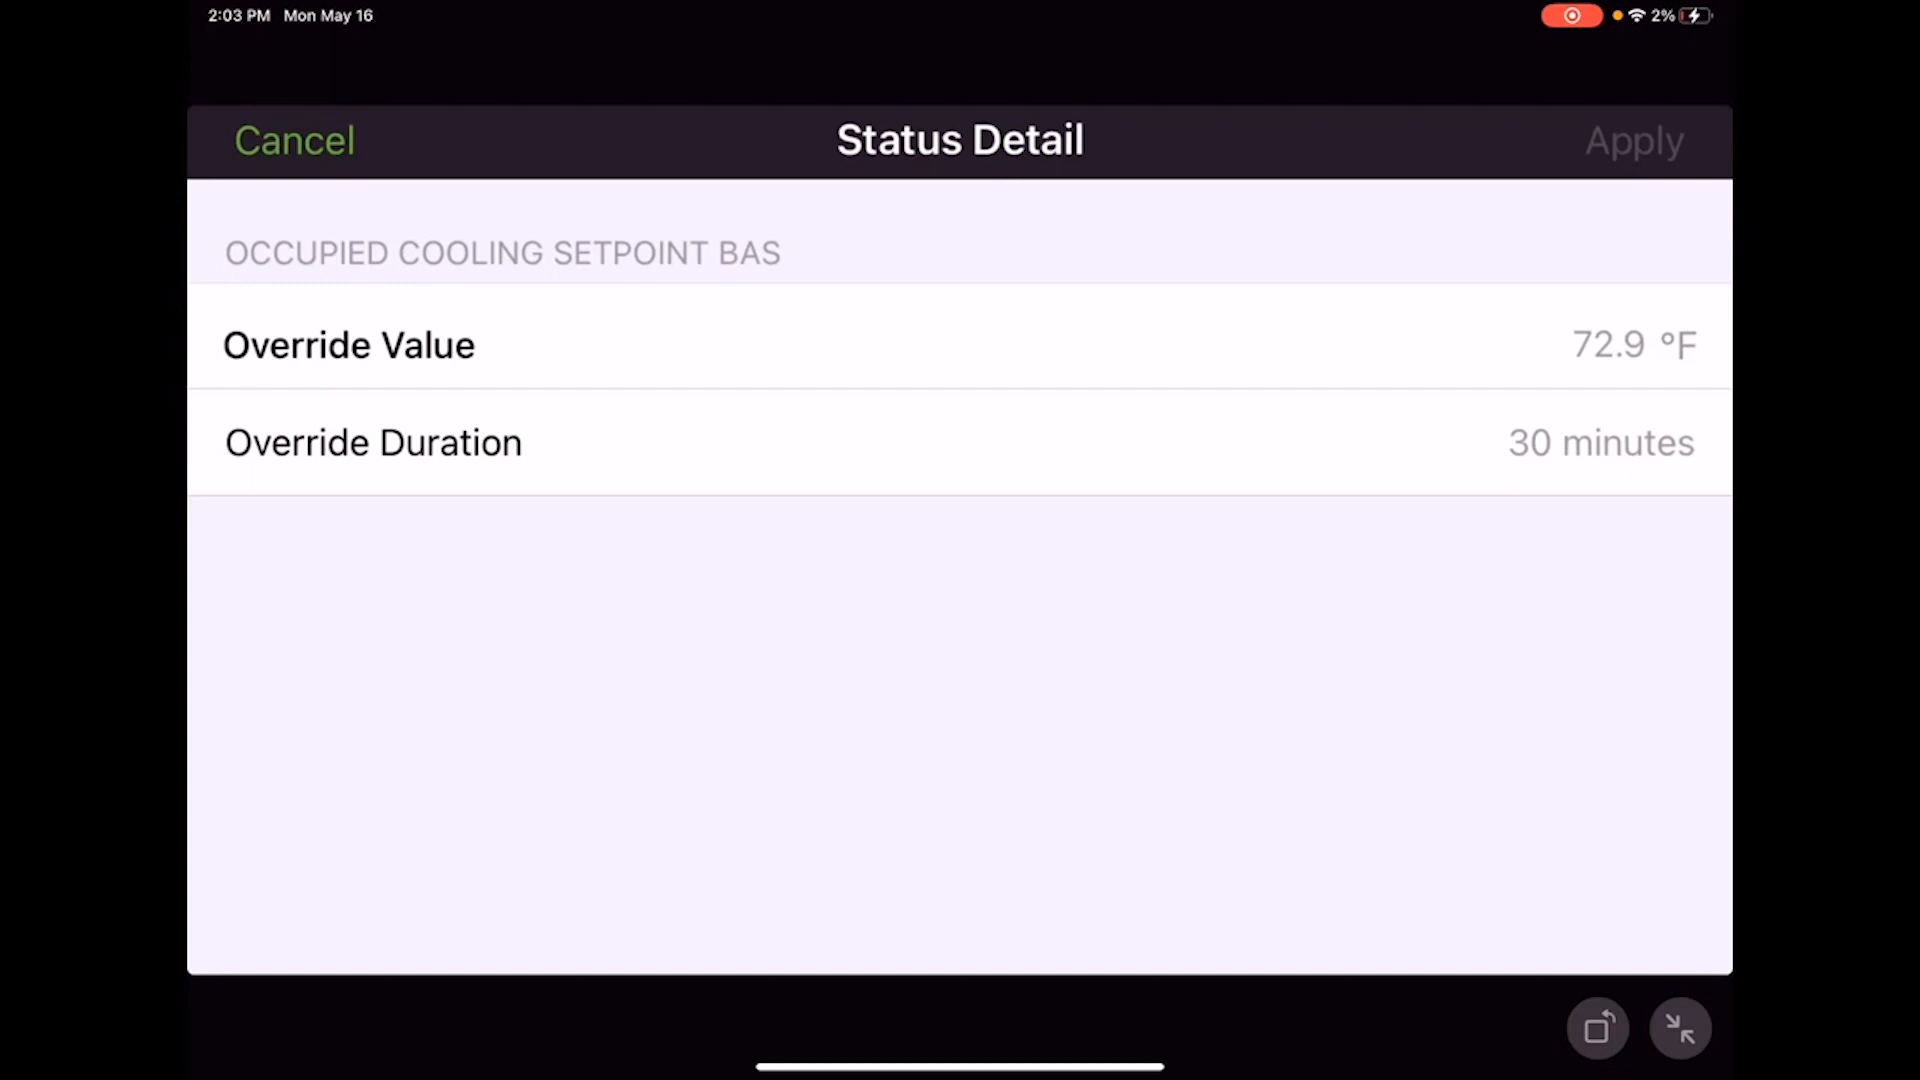 2:03 PM Mon May 16
2%
Cancel Status Detail Apply
OCCUPIED COOLING SETPOINT BAS
Override Value 72.9 °F
Override Duration 30 minutes